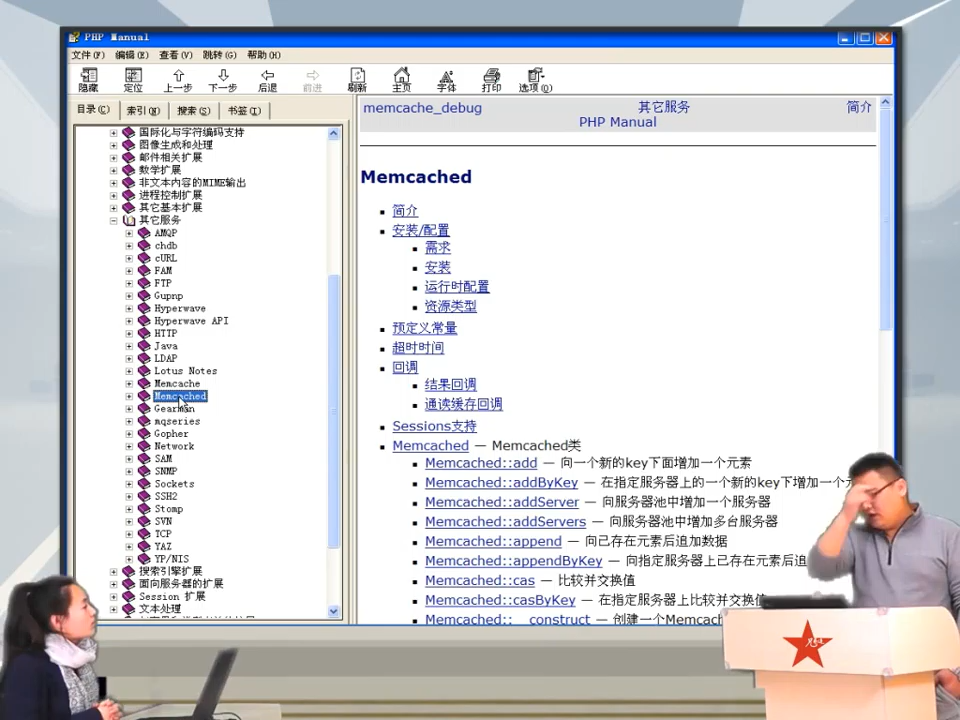 PHP Manual
文件(F) 编辑(E) 查看(V) 跳转(G) 帮助(H)
隐藏 定位 上一步 下一步 后退 前进 刷新 主页 字体 打印 选项(O)
目录(C) 索引(N) 搜索(S) 书签(I)
国际化与字符编码支持
图像生成和处理
邮件相关扩展
数学扩展
非文本内容的MIME输出
进程控制扩展
其它基本扩展
其它服务
AMQP
chdb
cURL
FAM
FTP
Gupnp
Hyperwave
Hyperwave API
HTTP
Java
LDAP
Lotus Notes
Memcache
Memcached
Gearman
mqseries
Gopher
Network
SAM
SNMP
Sockets
SSH2
Stomp
SVN
TCP
YAZ
YP/NIS
搜索引擎扩展
面向服务器的扩展
Session 扩展
文本处理
memcache_debug 其它服务 简介
PHP Manual
Memcached
简介
安装/配置
需求
安装
运行时配置
资源类型
预定义常量
超时时间
回调
结果回调
通读缓存回调
Sessions支持
Memcached — Memcached类
Memcached::add — 向一个新的key下面增加一个元素
Memcached::addByKey — 在指定服务器上的一个新的key下增加一个元
Memcached::addServer — 向服务器池中增加一个服务器
Memcached::addServers — 向服务器池中增加多台服务器
Memcached::append — 向已存在元素后追加数据
Memcached::appendByKey — 向指定服务器上已存在元素后追
Memcached::cas — 比较并交换值
Memcached::casByKey — 在指定服务器上比较并交换值
Memcached::__construct — 创建一个Memcac